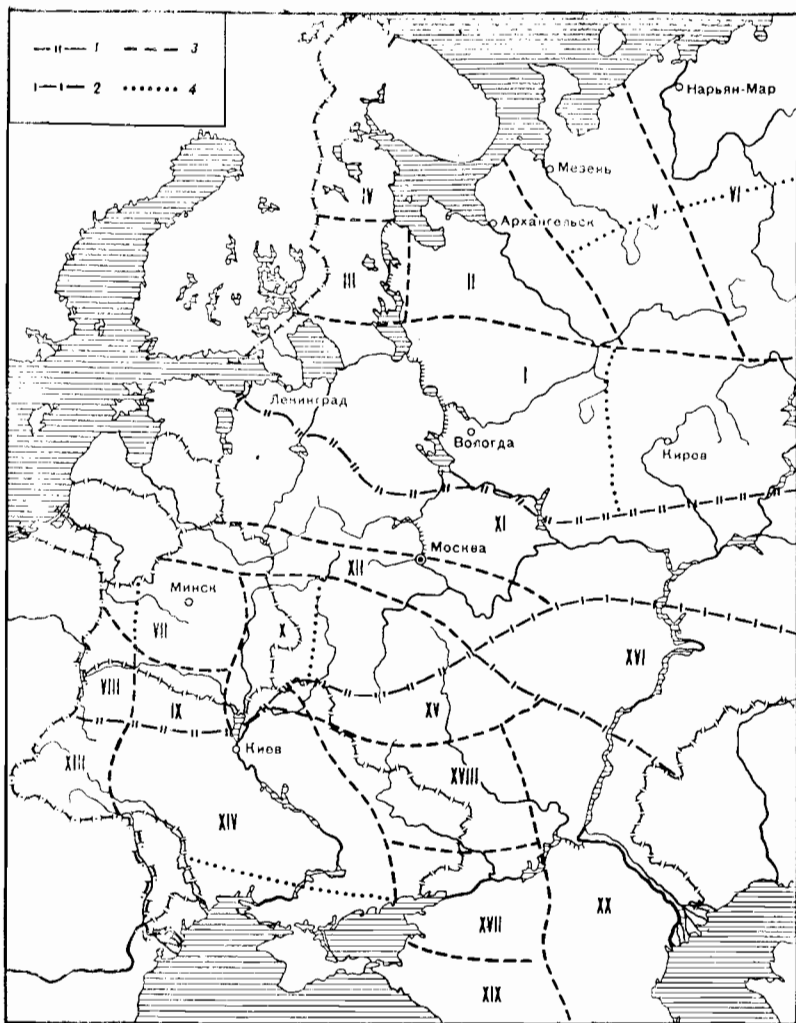 1 3
2 4
Нарьян-Мар
Мезень
IV
V
VI
Архангельск
III
II
I
Ленинград
Вологда
Киров
XI
Москва
XII
Минск
VII
X
XVI
VIII
IX
XV
Киев
XIII
XVIII
XIV
XX
XVII
XIX